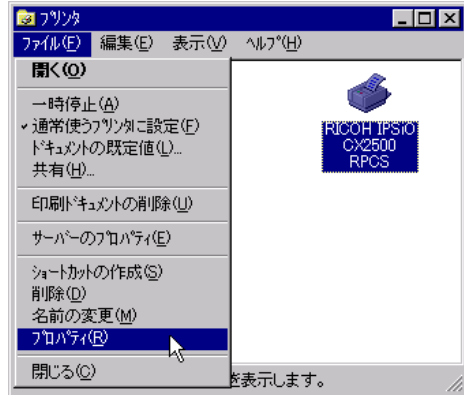 プリンタ
ファイル(F) 編集(E) 表示(V) ヘルプ(H)
開く(O)
一時停止(A)
通常使うプリンタに設定(F)
ドキュメントの既定値(L)...
共有(H)...
印刷ドキュメントの削除(U)
サーバーのプロパティ(E)
ショートカットの作成(S)
削除(D)
名前の変更(M)
プロパティ(R)
閉じる(C)
RICOH IPSiO
CX2500
RPCS
を表示します。